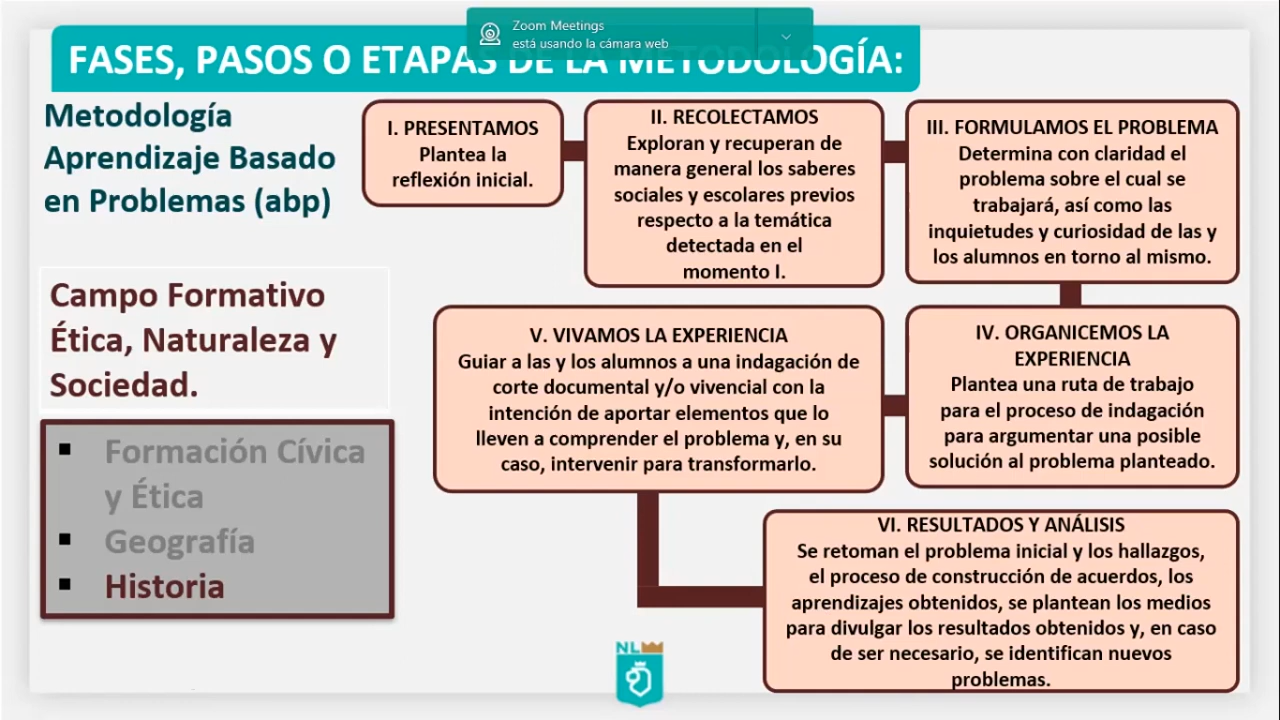 Zoom Meetings
está usando la cámara web
FASES, PASOS O ETAPAS DE LA METODOLOGÍA:
Metodología
Aprendizaje Basado
en Problemas (abp)
Campo Formativo
Ética, Naturaleza y
Sociedad.
▪ Formación Cívica
y Ética
▪ Geografía
▪ Historia
I. PRESENTAMOS
Plantea la
reflexión inicial.
II. RECOLECTAMOS
Exploran y recuperan de
manera general los saberes
sociales y escolares previos
respecto a la temática
detectada en el
momento I.
III. FORMULAMOS EL PROBLEMA
Determina con claridad el
problema sobre el cual se
trabajará, así como las
inquietudes y curiosidad de las y
los alumnos en torno al mismo.
IV. ORGANICEMOS LA
EXPERIENCIA
Plantea una ruta de trabajo
para el proceso de indagación
para argumentar una posible
solución al problema planteado.
V. VIVAMOS LA EXPERIENCIA
Guiar a las y los alumnos a una indagación de
corte documental y/o vivencial con la
intención de aportar elementos que lo
lleven a comprender el problema y, en su
caso, intervenir para transformarlo.
VI. RESULTADOS Y ANÁLISIS
Se retoman el problema inicial y los hallazgos,
el proceso de construcción de acuerdos, los
aprendizajes obtenidos, se plantean los medios
para divulgar los resultados obtenidos y, en caso
de ser necesario, se identifican nuevos
problemas.
NL